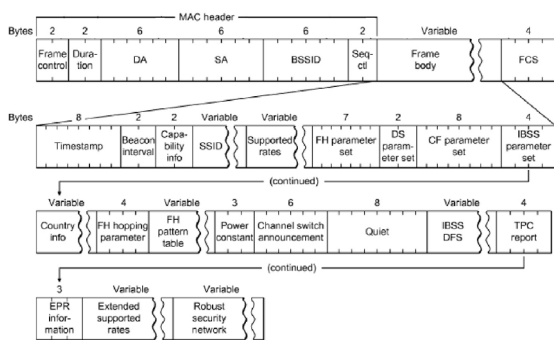 MAC header
Bytes 2 2 6 6 6 2 Variable 4
Frame control Dura- tion DA SA BSSID Seq- ctl Frame body FCS
Bytes 8 2 2 Variable Variable 7 2 8 4
Timestamp Beacon interval Capa- bility info SSID Supported rates FH parameter set DS param- eter set CF parameter set IBSS parameter set
(continued)
Variable 4 Variable 3 6 8 Variable 4
Country info FH hopping parameter FH pattern table Power constant Channel switch announcement Quiet IBSS DFS TPC report
(continued)
3 Variable Variable
EPR infor- mation Extended supported rates Robust security network